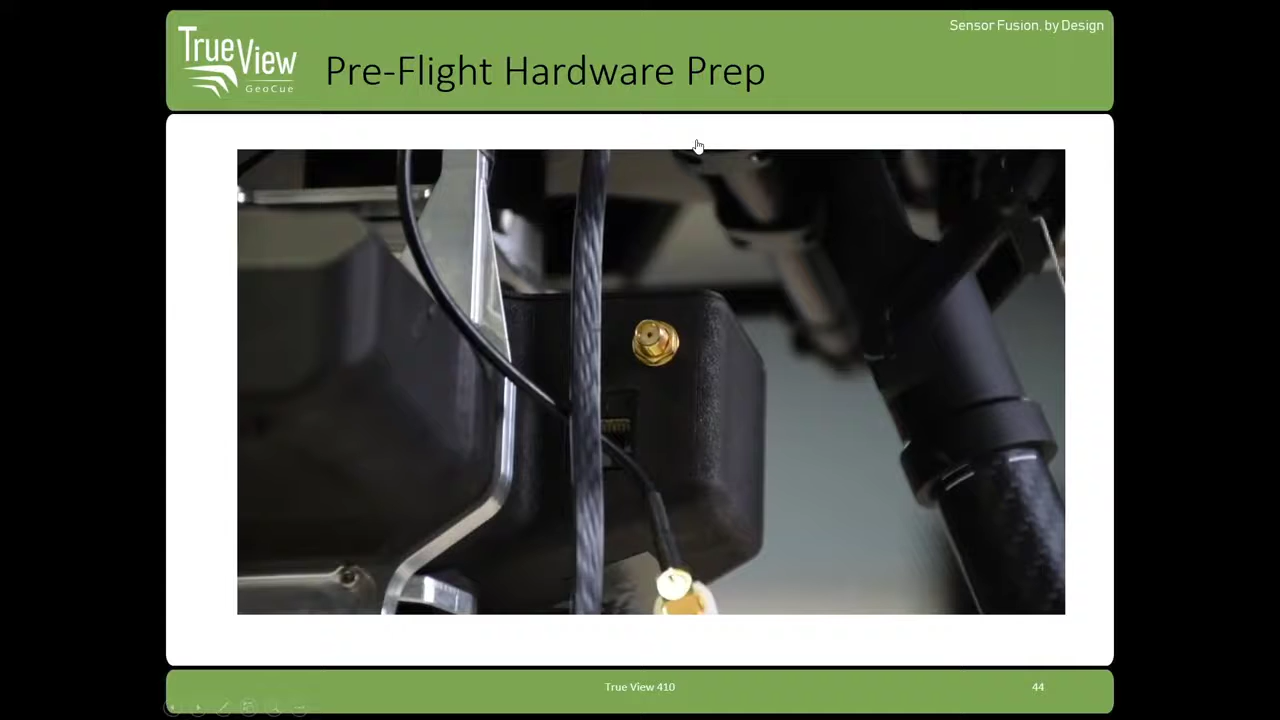 Sensor Fusion, by Design
TrueView
GeoCue
Pre-Flight Hardware Prep
True View 410
44